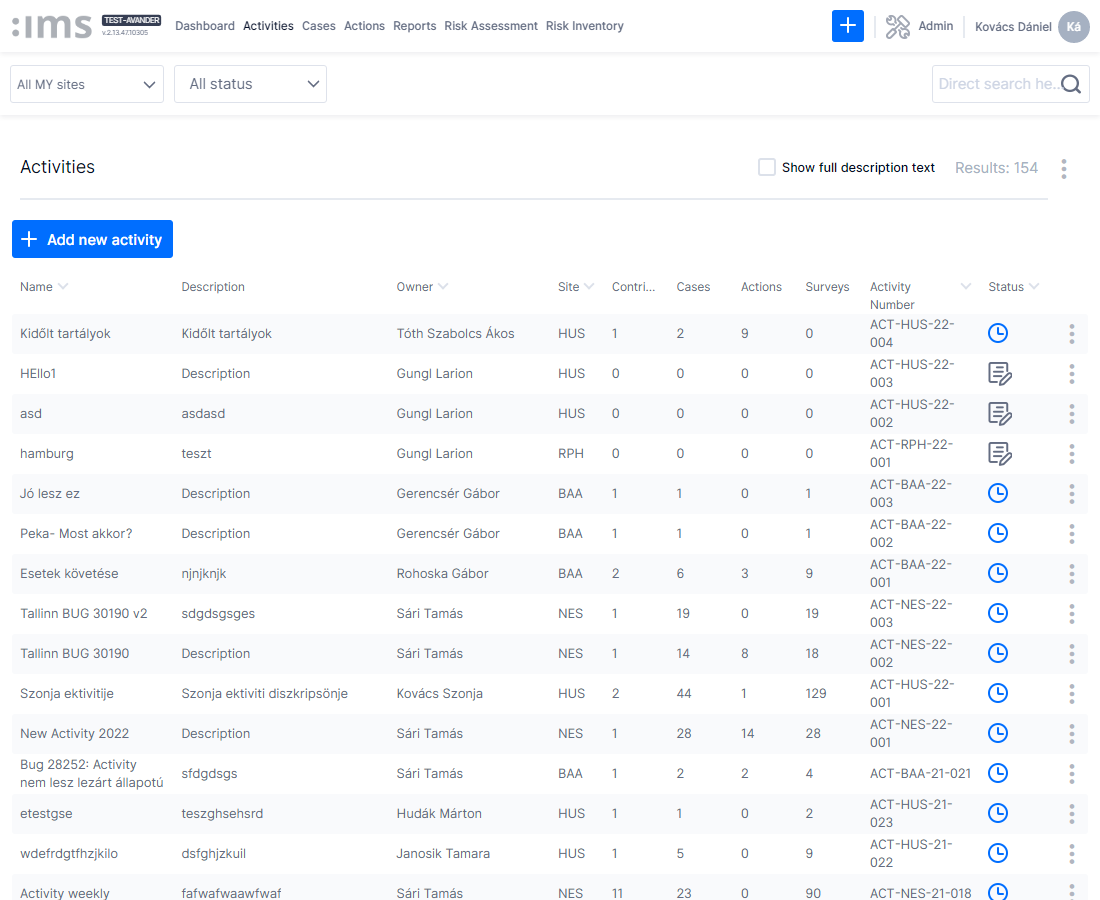 :ims TEST-AVANDER
v.2.13.47.10305
Dashboard Activities Cases Actions Reports Risk Assessment Risk Inventory
Admin Kovács Dániel Ká
All MY sites All status Direct search he...
Activities Show full description text Results: 154
Add new activity
Name Description Owner Site Contri... Cases Actions Surveys Activity Number Status
Kidőlt tartályok Kidőlt tartályok Tóth Szabolcs Ákos HUS 1 2 9 0 ACT-HUS-22-
004
HEllo1 Description Gungl Larion HUS 0 0 0 0 ACT-HUS-22-
003
asd asdasd Gungl Larion HUS 0 0 0 0 ACT-HUS-22-
002
hamburg teszt Gungl Larion RPH 0 0 0 0 ACT-RPH-22-
001
Jó lesz ez Description Gerencsér Gábor BAA 1 1 0 1 ACT-BAA-22-
003
Peka- Most akkor? Description Gerencsér Gábor BAA 1 1 0 1 ACT-BAA-22-
002
Esetek követése njnjknjk Rohoska Gábor BAA 2 6 3 9 ACT-BAA-22-
001
Tallinn BUG 30190 v2 sdgdsgsges Sári Tamás NES 1 19 0 19 ACT-NES-22-
003
Tallinn BUG 30190 Description Sári Tamás NES 1 14 8 18 ACT-NES-22-
002
Szonja ektivitije Szonja ektiviti diszkripsönje Kovács Szonja HUS 2 44 1 129 ACT-HUS-22-
001
New Activity 2022 Description Sári Tamás NES 1 28 14 28 ACT-NES-22-
001
Bug 28252: Activity
nem lesz lezárt állapotú sfdgdsgs Sári Tamás BAA 1 2 2 4 ACT-BAA-21-021
etestgse teszghsehsrd Hudák Márton HUS 1 1 0 2 ACT-HUS-21-
023
wdefrdgtfhzjkilo dsfghjzkuil Janosik Tamara HUS 1 5 0 9 ACT-HUS-21-
022
Activity weekly fafwafwaawfwaf Sári Tamás NES 11 23 0 90 ACT-NES-21-018